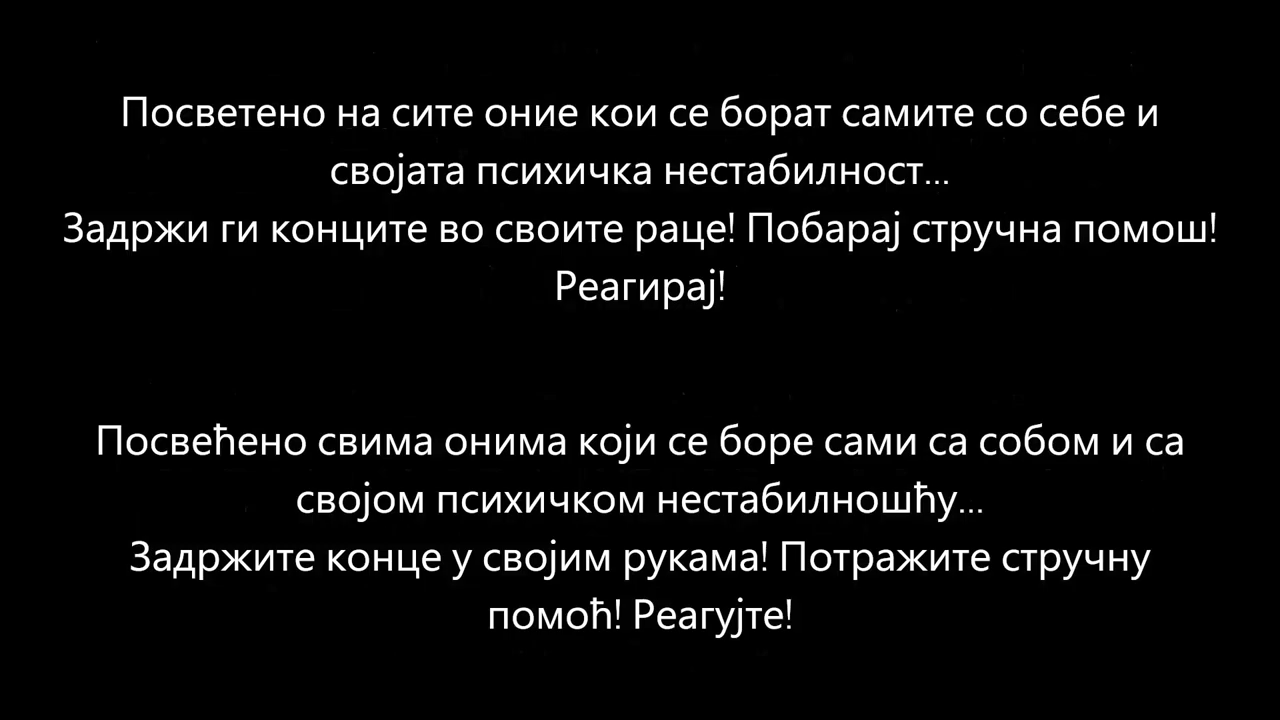 Посветено на сите оние кои се борат самите со себе и
својата психичка нестабилност...
Задржи ги конците во своите раце! Побарај стручна помош!
Реагирај!
Посвећено свима онима који се боре сами са собом и са
својом психичком нестабилношћу...
Задржите конце у својим рукама! Потражите стручну
помоћ! Реагујте!